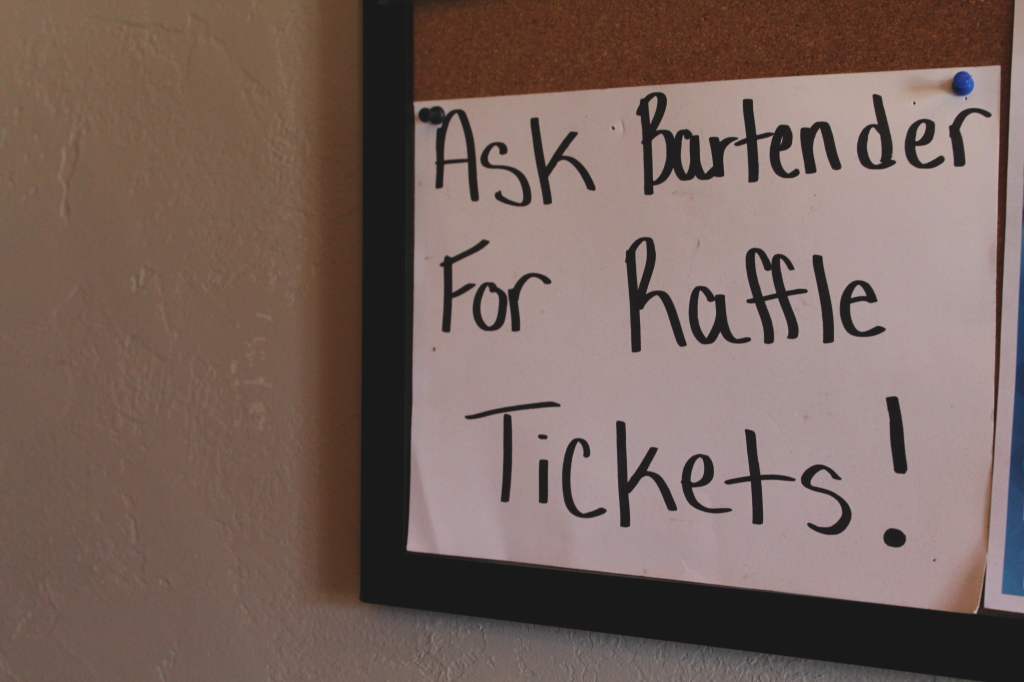 Ask Bartender
For Raffle
Tickets!